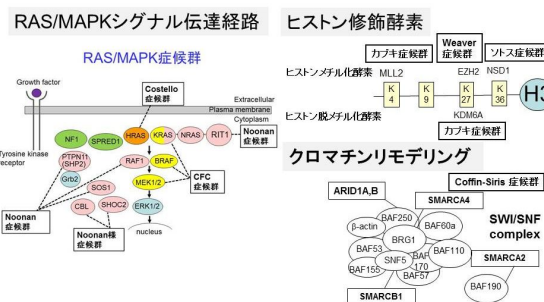 RAS/MAPKシグナル伝達経路
RAS/MAPK症候群
Growth factor
Costello
症候群
Extracellular
Plasma membrane
Cytoplasm
NF1
SPRED1
HRAS
KRAS
NRAS
RIT1
Noonan
症候群
Tyrosine kinase
receptor
PTPN11
(SHP2)
Grb2
SOS1
RAF1
BRAF
CFC
症候群
MEK1/2
CBL
SHOC2
ERK1/2
Noonan
症候群
Noonan様
症候群
nucleus
ヒストン修飾酵素
カブキ症候群
Weaver
症候群
ソトス症候群
ヒストンメチル化酵素
MLL2
EZH2
NSD1
K
4
K
9
K
27
K
36
H3
ヒストン脱メチル化酵素
KDM6A
カブキ症候群
クロマチンリモデリング
Coffin-Siris 症候群
ARID1A,B
SMARCA4
BAF250
β-actin
BAF60a
BRG1
SWI/SNF
complex
BAF53
SNF5
BAF
170
BAF110
BAF155
BAF57
SMARCA2
BAF190
SMARCB1